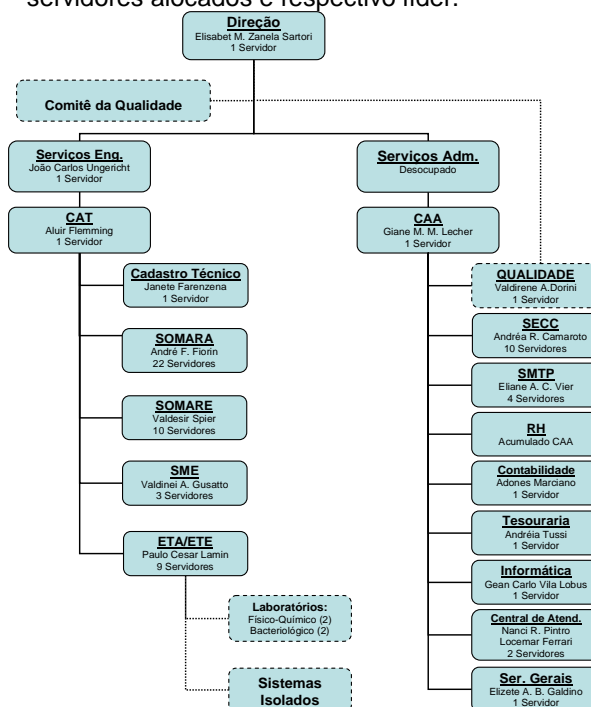 servidores alocados e respectivo líder.
Direção
Elisabet M. Zanela Sartori
1 Servidor
Comitê da Qualidade
Serviços Eng.
João Carlos Ungericht
1 Servidor
Serviços Adm.
Desocupado
CAT
Aluir Flemming
1 Servidor
CAA
Giane M. M. Lecher
1 Servidor
Cadastro Técnico
Janete Farenzena
1 Servidor
SOMARA
André F. Fiorin
22 Servidores
SOMARE
Valdesir Spier
10 Servidores
SME
Valdinei A. Gusatto
3 Servidores
ETA/ETE
Paulo Cesar Lamin
9 Servidores
Laboratórios:
Físico-Químico (2)
Bacteriológico (2)
Sistemas
Isolados
QUALIDADE
Valdirene A.Dorini
1 Servidor
SECC
Andréa R. Camaroto
10 Servidores
SMTP
Eliane A. C. Vier
4 Servidores
RH
Acumulado CAA
Contabilidade
Adones Marciano
1 Servidor
Tesouraria
Andréia Tussi
1 Servidor
Informática
Gean Carlo Vila Lobus
1 Servidor
Central de Atend.
Nanci R. Pintro
Locemar Ferrari
2 Servidores
Ser. Gerais
Elizete A. B. Galdino
1 Servidor